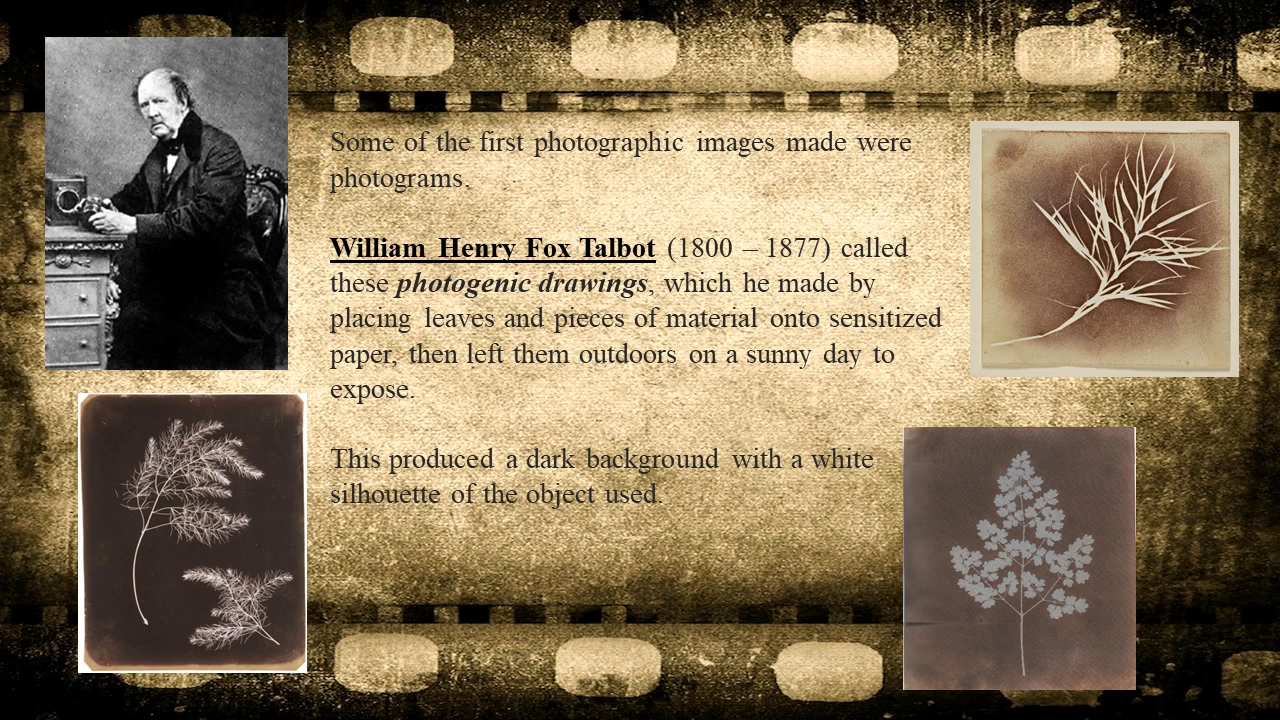 Some of the first photographic images made were
photograms.
William Henry Fox Talbot (1800 – 1877) called
these photogenic drawings, which he made by
placing leaves and pieces of material onto sensitized
paper, then left them outdoors on a sunny day to
expose.
This produced a dark background with a white
silhouette of the object used.